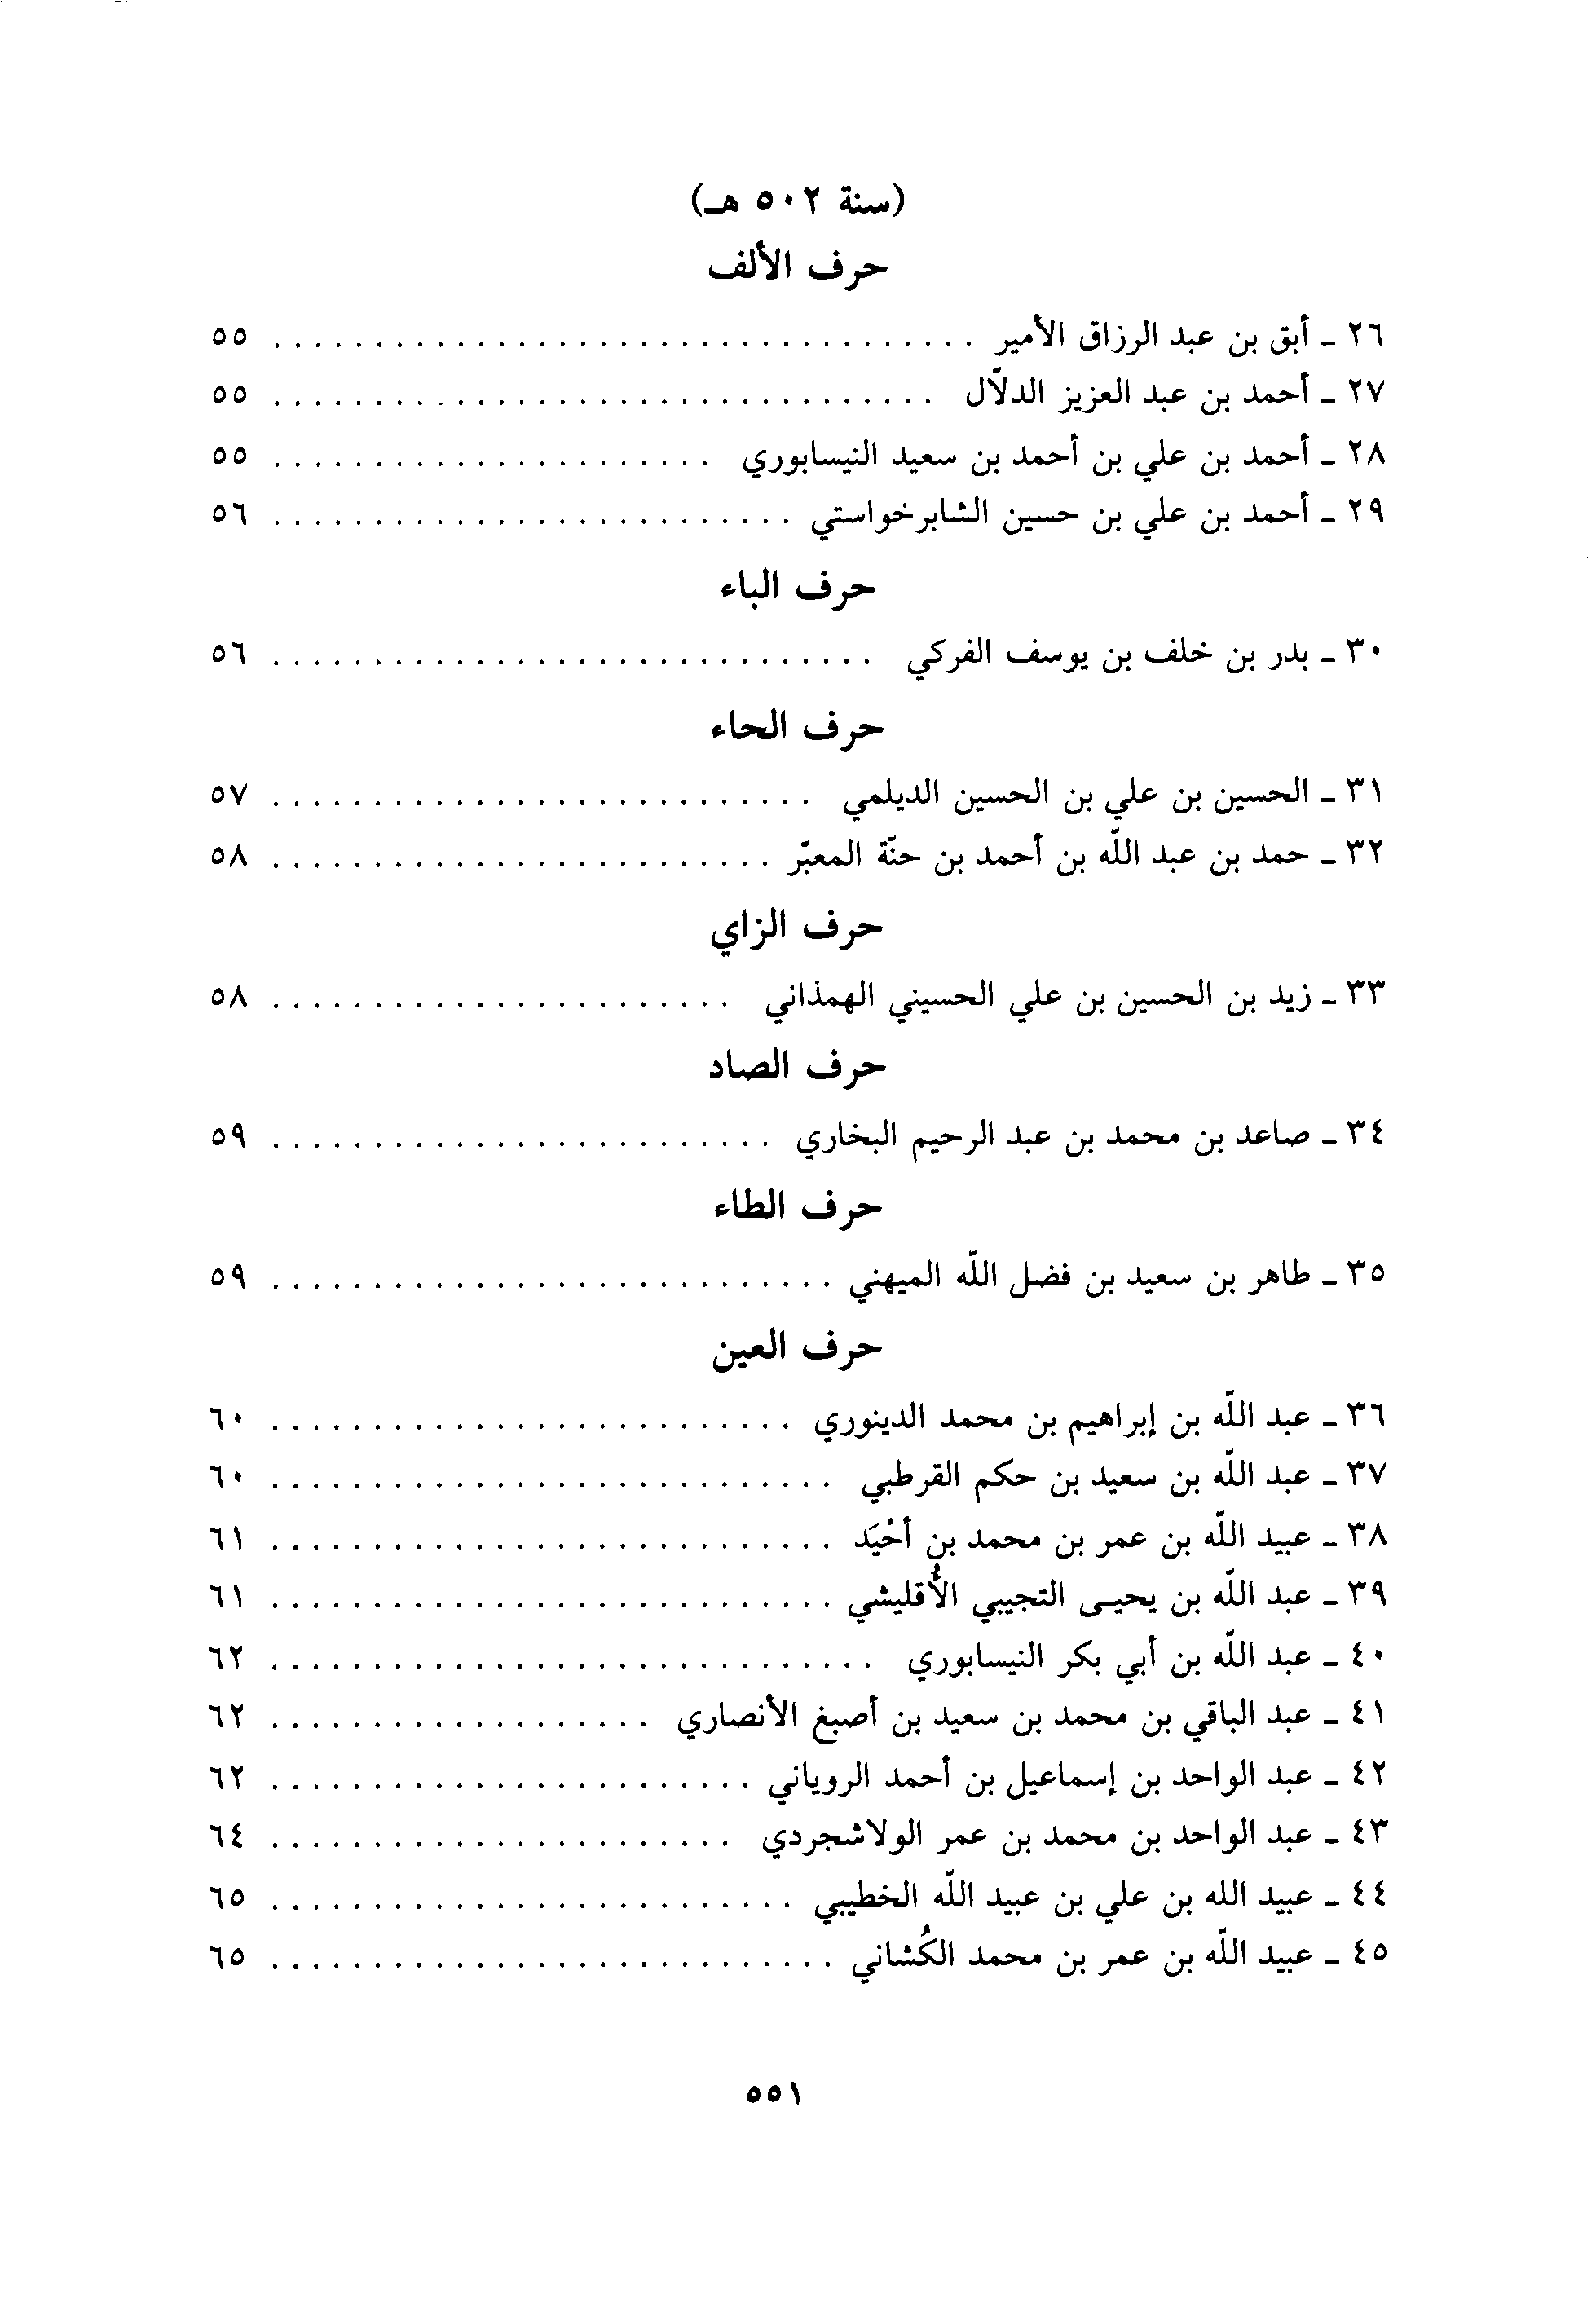 (سنة ٥٠٢ هـ)
حرف الألف
٢٦ ـ أبق بن عبد الرزاق الأمير . . . . . . . . . . . . . . . . . . . . . . . . . . . . . . . . . . . ٥٥
٢٧ ـ أحمد بن عبد العزيز الدلّال . . . . . . . . . . . . . . . . . . . . . . . . . . . . . . . . . ٥٥
٢٨ ـ أحمد بن علي بن أحمد بن سعيد النيسابوري . . . . . . . . . . . . . . . . . . . . . . ٥٥
٢٩ ـ أحمد بن علي بن حسين الشابرخواستي . . . . . . . . . . . . . . . . . . . . . . . . . . ٥٦
حرف الباء
٣٠ ـ بدر بن خلف بن يوسف الفركي . . . . . . . . . . . . . . . . . . . . . . . . . . . . . . ٥٦
حرف الحاء
٣١ ـ الحسين بن علي بن الحسين الديلمي . . . . . . . . . . . . . . . . . . . . . . . . . . . ٥٧
٣٢ ـ حمد بن عبد اللّه بن أحمد بن حنّة المعبّر . . . . . . . . . . . . . . . . . . . . . . . . . ٥٨
حرف الزاي
٣٣ ـ زيد بن الحسين بن علي الحسيني الهمذاني . . . . . . . . . . . . . . . . . . . . . . . ٥٨
حرف الصاد
٣٤ ـ صاعد بن محمد بن عبد الرحيم البخاري . . . . . . . . . . . . . . . . . . . . . . . . . ٥٩
حرف الطاء
٣٥ ـ طاهر بن سعيد بن فضل اللّه الميهني . . . . . . . . . . . . . . . . . . . . . . . . . . . . ٥٩
حرف العين
٣٦ ـ عبد اللّه بن إبراهيم بن محمد الدينوري . . . . . . . . . . . . . . . . . . . . . . . . . . ٦٠
٣٧ ـ عبد اللّه بن سعيد بن حكم القرطبي . . . . . . . . . . . . . . . . . . . . . . . . . . . . ٦٠
٣٨ ـ عبيد اللّه بن عمر بن محمد بن أحْيَد . . . . . . . . . . . . . . . . . . . . . . . . . . . . ٦١
٣٩ ـ عبد اللّه بن يحيـى التجيبي الأُقليشي . . . . . . . . . . . . . . . . . . . . . . . . . . . . ٦١
٤٠ ـ عبد اللّه بن أبي بكر النيسابوري . . . . . . . . . . . . . . . . . . . . . . . . . . . . . . ٦٢
٤١ ـ عبد الباقي بن محمد بن سعيد بن أصبغ الأنصاري . . . . . . . . . . . . . . . . . . . ٦٢
٤٢ ـ عبد الواحد بن إسماعيل بن أحمد الروياني . . . . . . . . . . . . . . . . . . . . . . . . ٦٢
٤٣ ـ عبد الواحد بن محمد بن عمر الولاشجردي . . . . . . . . . . . . . . . . . . . . . . . ٦٤
٤٤ ـ عبيد الله بن علي بن عبيد اللّه الخطيبي . . . . . . . . . . . . . . . . . . . . . . . . . . ٦٥
٤٥ ـ عبيد اللّه بن عمر بن محمد الكُشاني . . . . . . . . . . . . . . . . . . . . . . . . . . . . ٦٥
٥٥١